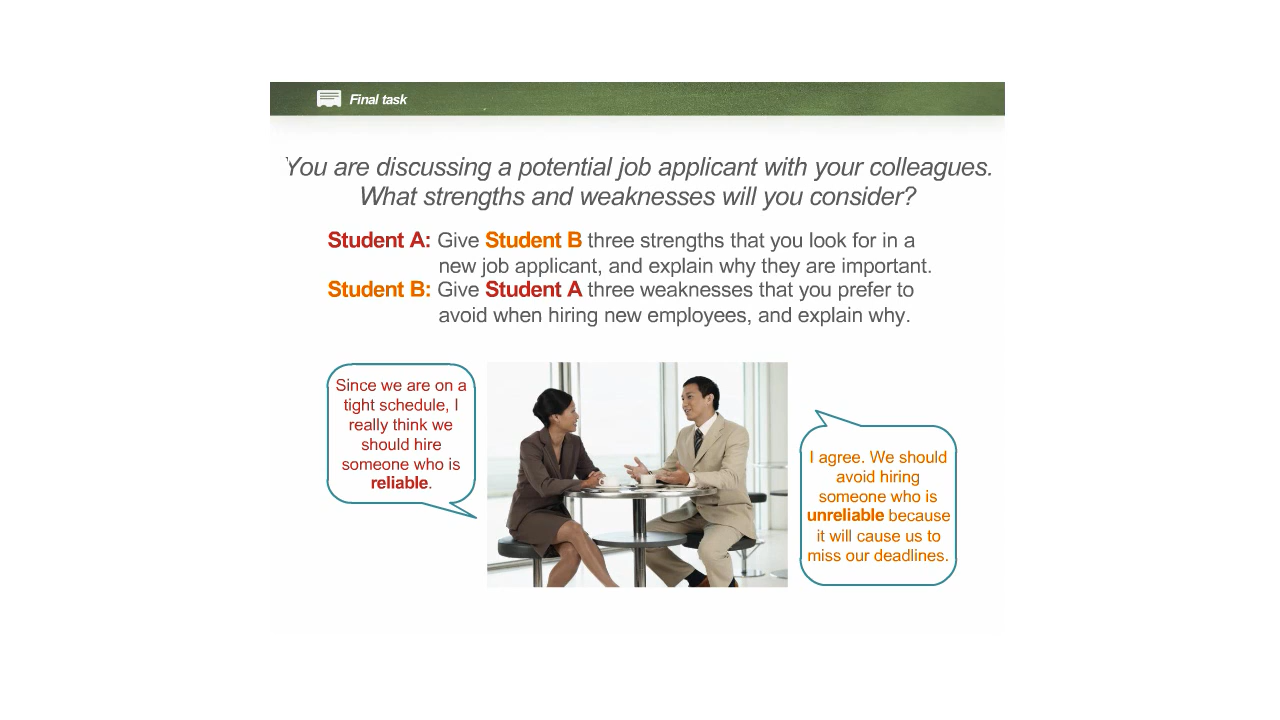 Final task
You are discussing a potential job applicant with your colleagues.
What strengths and weaknesses will you consider?
Student A: Give Student B three strengths that you look for in a
new job applicant, and explain why they are important.
Student B: Give Student A three weaknesses that you prefer to
avoid when hiring new employees, and explain why.
Since we are on a
tight schedule, I
really think we
should hire
someone who is
reliable.
I agree. We should
avoid hiring
someone who is
unreliable because
it will cause us to
miss our deadlines.